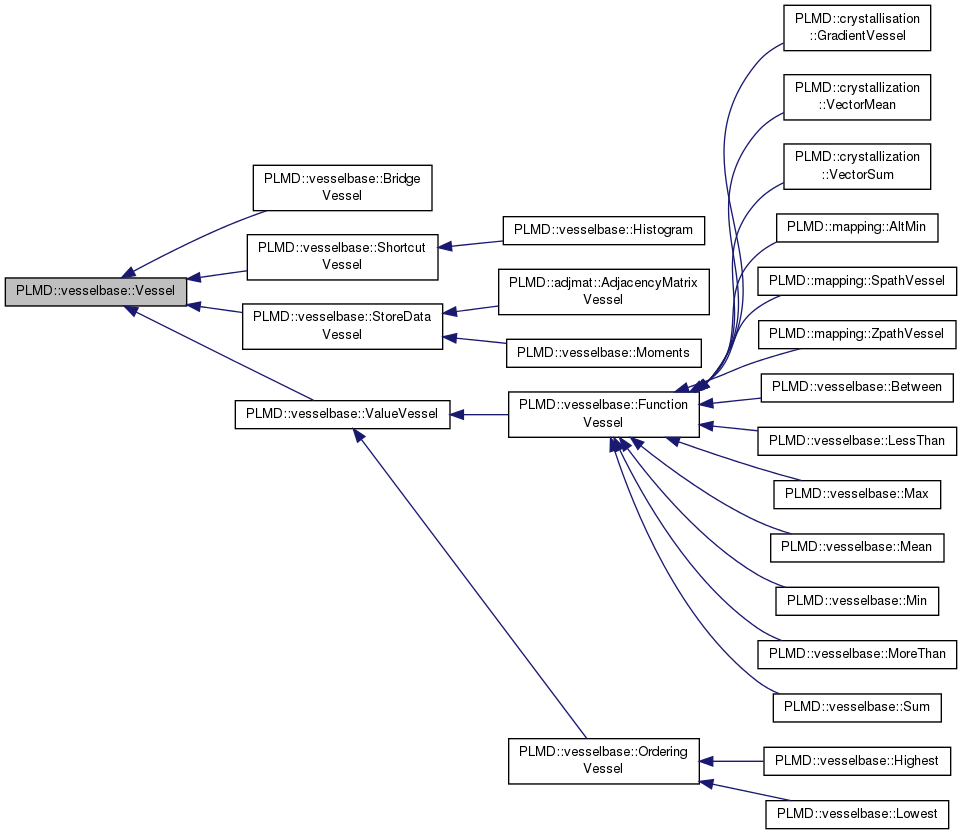 PLMD::vesselbase::Vessel
PLMD::vesselbase::Bridge
Vessel
PLMD::vesselbase::Shortcut
Vessel
PLMD::vesselbase::StoreData
Vessel
PLMD::vesselbase::ValueVessel
PLMD::vesselbase::Histogram
PLMD::adjmat::AdjacencyMatrix
Vessel
PLMD::vesselbase::Moments
PLMD::vesselbase::Function
Vessel
PLMD::vesselbase::Ordering
Vessel
PLMD::crystallisation
::GradientVessel
PLMD::crystallization
::VectorMean
PLMD::crystallization
::VectorSum
PLMD::mapping::AltMin
PLMD::mapping::SpathVessel
PLMD::mapping::ZpathVessel
PLMD::vesselbase::Between
PLMD::vesselbase::LessThan
PLMD::vesselbase::Max
PLMD::vesselbase::Mean
PLMD::vesselbase::Min
PLMD::vesselbase::MoreThan
PLMD::vesselbase::Sum
PLMD::vesselbase::Highest
PLMD::vesselbase::Lowest